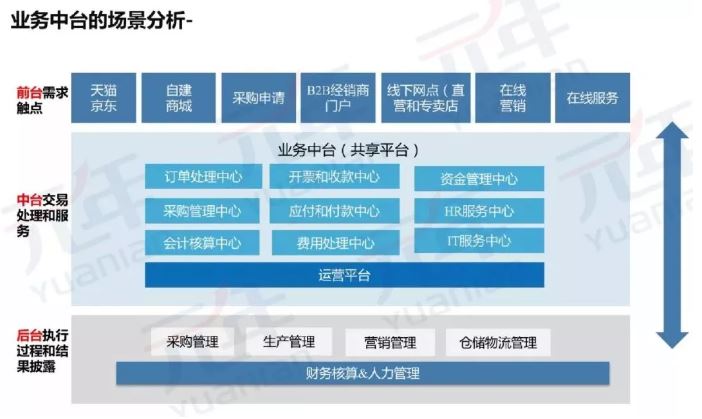 业务中台的场景分析-
前台需求
触点
天猫
京东
自建
商城
采购申请
B2B经销商
门户
线下网点（直
营和专卖店
在线
营销
在线服务
业务中台（共享平台）
中台交易
处理和服
务
订单处理中心
开票和收款中心
资金管理中心
采购管理中心
应付和付款中心
HR服务中心
会计核算中心
费用处理中心
IT服务中心
运营平台
后台执行
过程和结
果披露
采购管理
生产管理
营销管理
仓储物流管理
财务核算&人力管理
元年
Yuanian